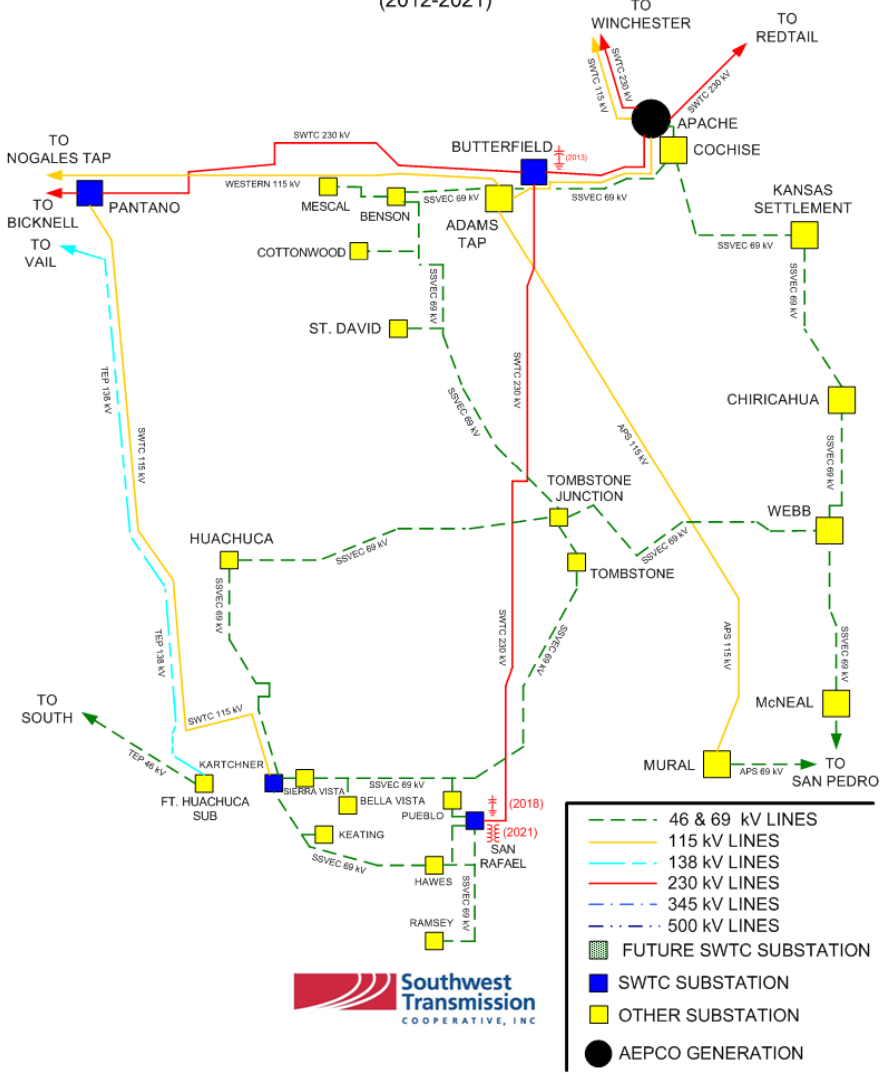 (2012-2021)
TO
WINCHESTER
TO
REDTAIL
SWTC 230 kV
SWTC 115 kV
SWTC 230 kV
APACHE
COCHISE
SWTC 230 kV
BUTTERFIELD
(2013)
TO
NOGALES TAP
WESTERN 115 kV
MESCAL
BENSON
SSVEC 69 kV
SSVEC 69 kV
ADAMS
TAP
KANSAS
SETTLEMENT
PANTANO
TO
BICKNELL
TO
VAIL
COTTONWOOD
SSVEC 69 kV
SSVEC 69 kV
SSVEC 69 kV
ST. DAVID
SWTC 230 kV
TEP 138 kV
SSVEC 69 kV
CHIRICAHUA
SWTC 115 kV
APS 115 kV
SSVEC 69 kV
TOMBSTONE
JUNCTION
WEBB
HUACHUCA
SSVEC 69 kV
SSVEC 69 kV
TOMBSTONE
SSVEC 69 kV
SWTC 230 kV
SSVEC 69 kV
TEP 138 kV
APS 115 kV
SSVEC 69 kV
TO
SOUTH
SWTC 115 kV
McNEAL
TEP 46 kV
KARTCHNER
SIERRA VISTA
SSVEC 69 kV
MURAL
APS 69 kV
TO
SAN PEDRO
FT. HUACHUCA
SUB
BELLA VISTA
PUEBLO
(2018)
(2021)
KEATING
SAN
RAFAEL
SSVEC 69 kV
HAWES
SSVEC 69 kV
RAMSEY
46 & 69 kV LINES
115 kV LINES
138 kV LINES
230 kV LINES
345 kV LINES
500 kV LINES
FUTURE SWTC SUBSTATION
SWTC SUBSTATION
OTHER SUBSTATION
AEPCO GENERATION
Southwest
Transmission
COOPERATIVE, INC